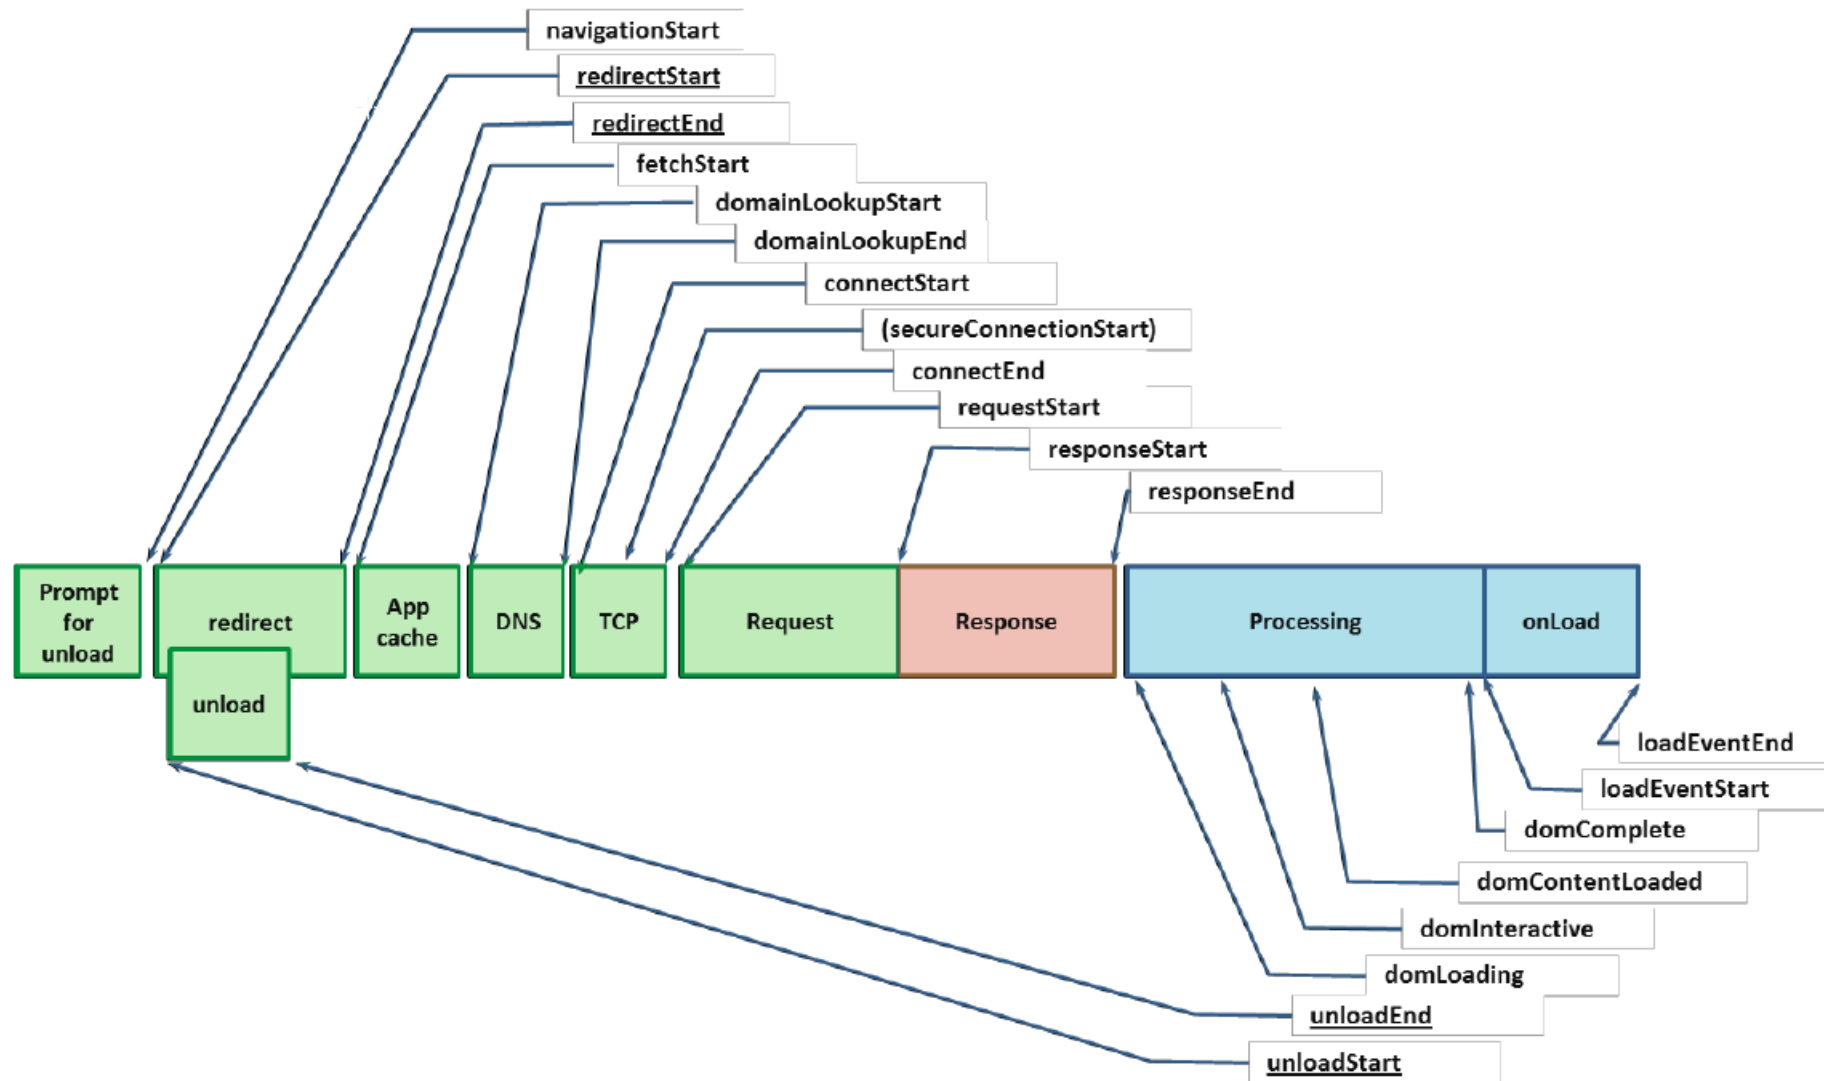 navigationStart
redirectStart
redirectEnd
fetchStart
domainLookupStart
domainLookupEnd
connectStart
(secureConnectionStart)
connectEnd
requestStart
responseStart
responseEnd
Prompt
for
unload
redirect
App
cache
DNS
TCP
Request
Response
Processing
onLoad
unload
loadEventEnd
loadEventStart
domComplete
domContentLoaded
domInteractive
domLoading
unloadEnd
unloadStart